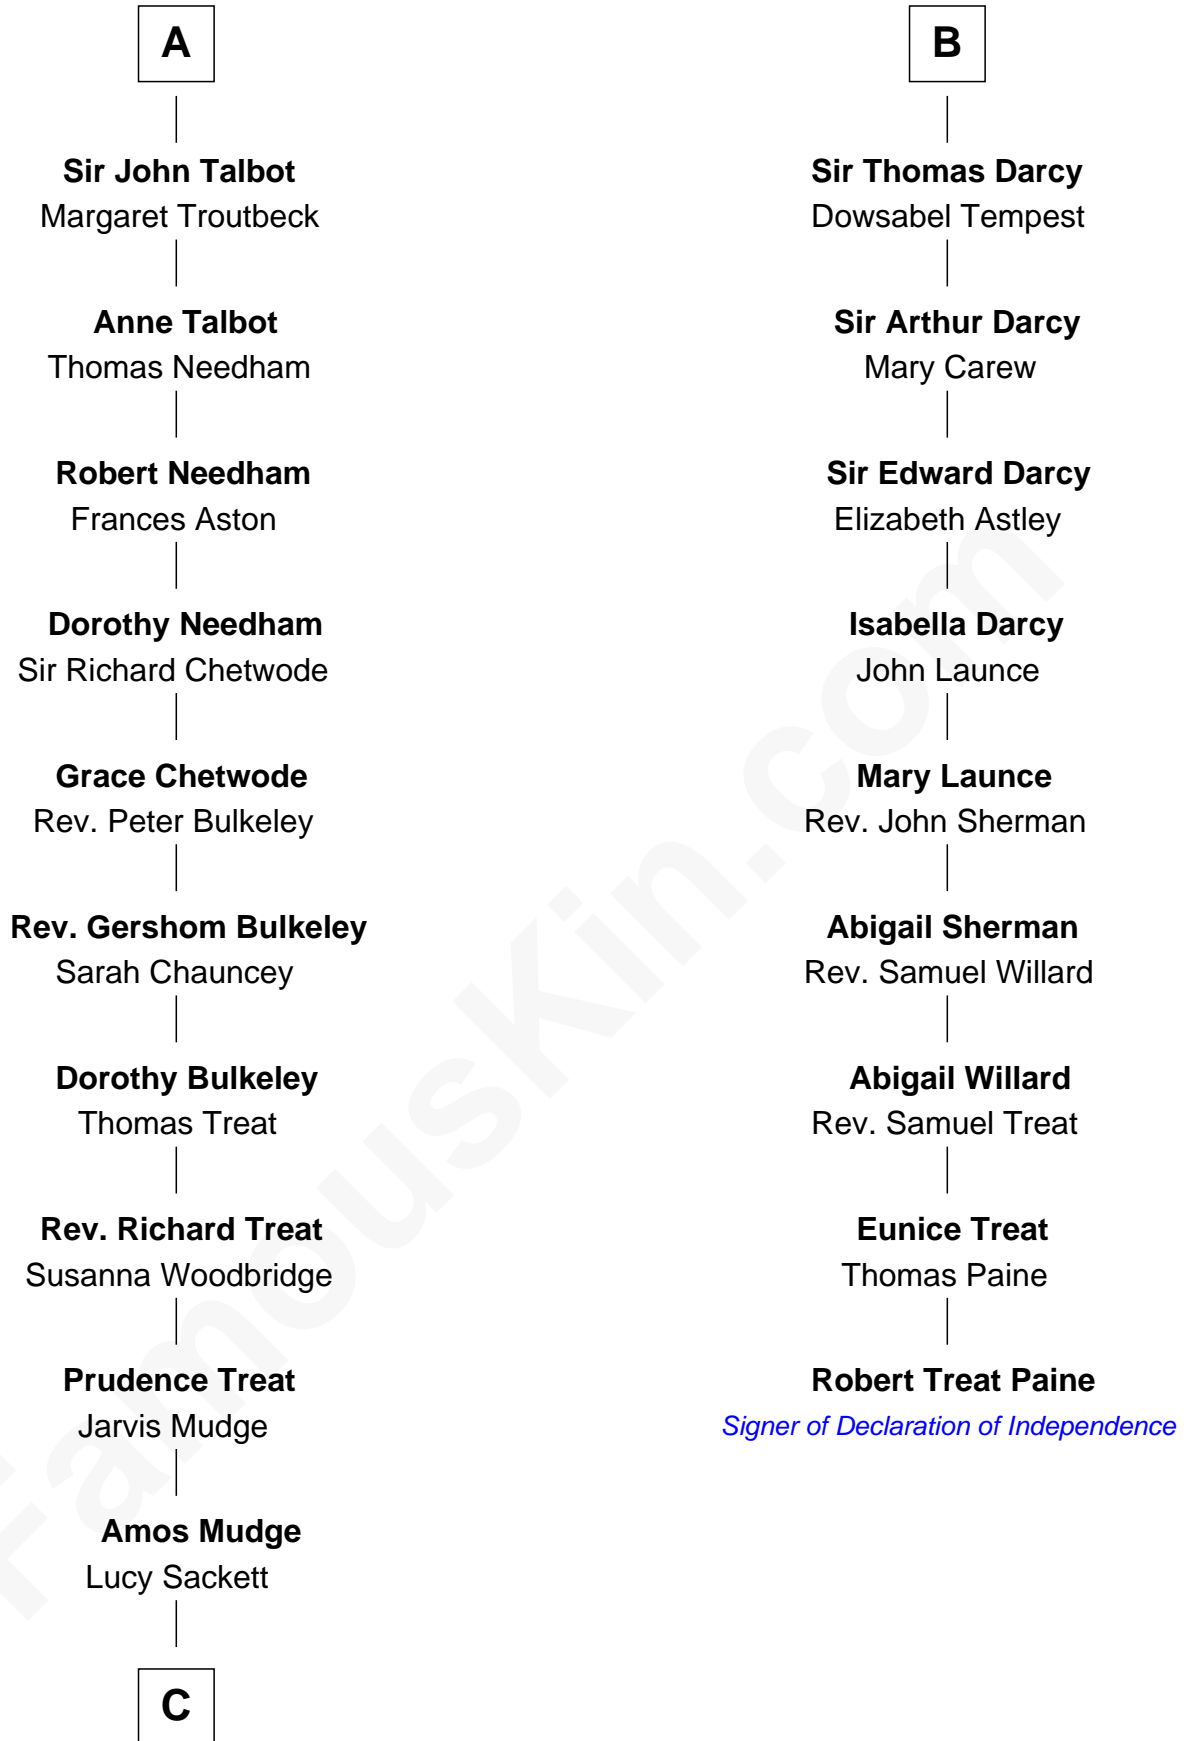 A
Sir John Talbot
Margaret Troutbeck
Anne Talbot
Thomas Needham
Robert Needham
Frances Aston
Dorothy Needham
Sir Richard Chetwode
Grace Chetwode
Rev. Peter Bulkeley
Rev. Gershom Bulkeley
Sarah Chauncey
Dorothy Bulkeley
Thomas Treat
Rev. Richard Treat
Susanna Woodbridge
Prudence Treat
Jarvis Mudge
Amos Mudge
Lucy Sackett
C
B
Sir Thomas Darcy
Dowsabel Tempest
Sir Arthur Darcy
Mary Carew
Sir Edward Darcy
Elizabeth Astley
Isabella Darcy
John Launce
Mary Launce
Rev. John Sherman
Abigail Sherman
Rev. Samuel Willard
Abigail Willard
Rev. Samuel Treat
Eunice Treat
Thomas Paine
Robert Treat Paine
Signer of Declaration of Independence
FamousKin.com